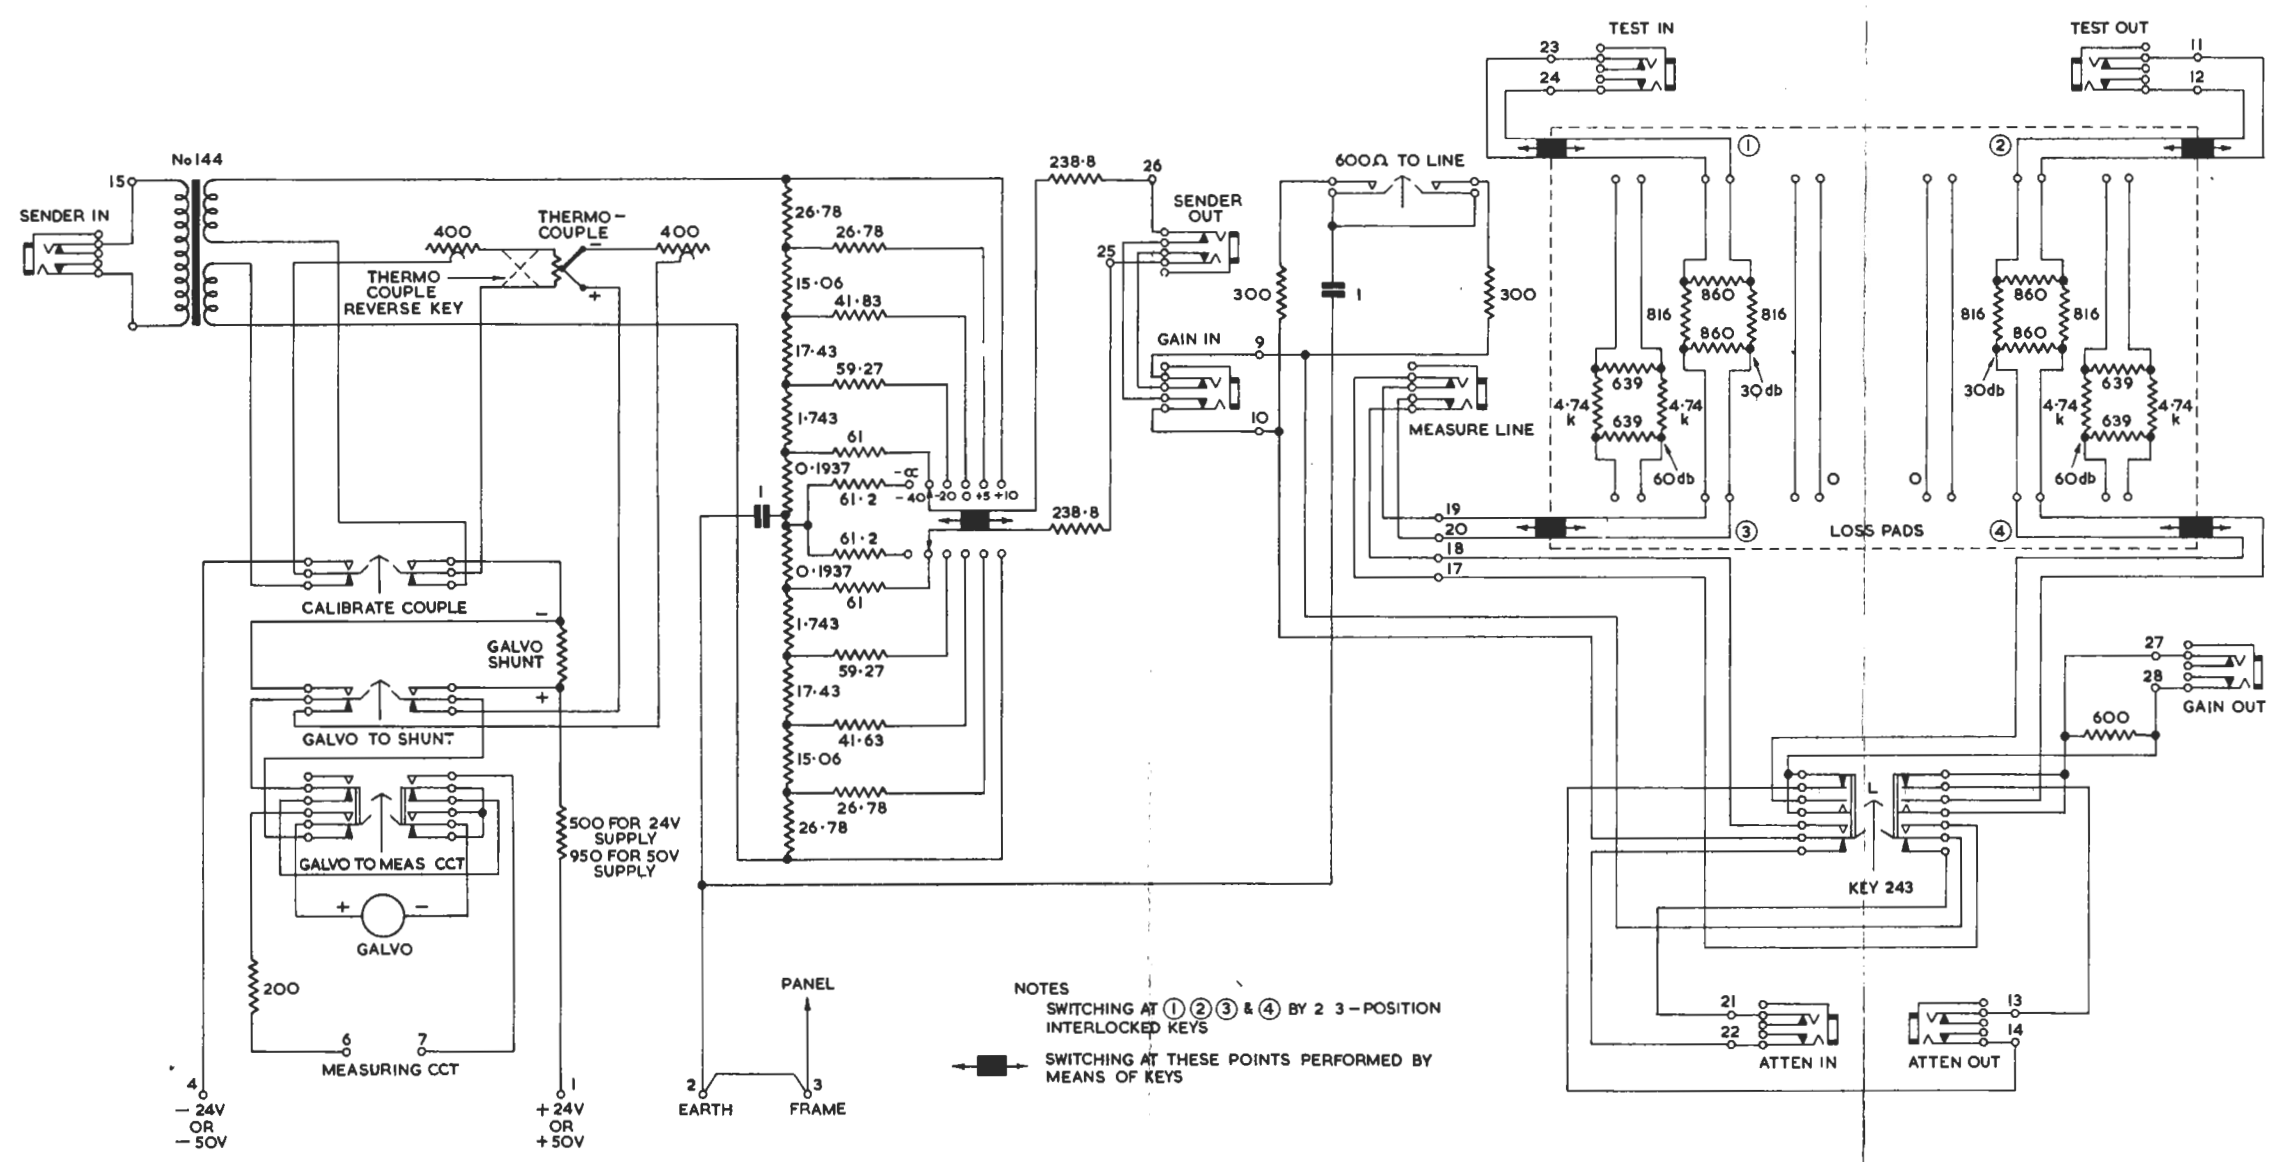 TEST IN
TEST OUT
23
24
11
12
No 144
15
SENDER IN
400
THERMO-
COUPLE
400
−
+
THERMO
COUPLE
REVERSE KEY
26·78
26·78
15·06
41·83
17·43
59·27
1·743
61
0·1937
61·2
-∝
-40
-20
0
+5
+10
1
61·2
0·1937
61
1·743
59·27
17·43
41·63
15·06
26·78
26·78
238·8
26
SENDER
OUT
25
238·8
GAIN IN
9
10
600Ω TO LINE
300
1
300
MEASURE LINE
19
20
18
17
1
2
3
4
860
816
816
860
30db
639
4·74
k
4·74
k
639
60db
0
0
860
816
816
860
30db
639
4·74
k
4·74
k
639
60db
LOSS PADS
CALIBRATE COUPLE
−
GALVO
SHUNT
+
GALVO TO SHUNT
500 FOR 24V
SUPPLY
950 FOR 50V
SUPPLY
GALVO TO MEAS CCT
+
−
GALVO
200
6
7
MEASURING CCT
4
− 24V
OR
− 50V
1
+ 24V
OR
+ 50V
2
EARTH
3
FRAME
PANEL
NOTES
SWITCHING AT 1 2 3 & 4 BY 2 3-POSITION
INTERLOCKED KEYS
SWITCHING AT THESE POINTS PERFORMED BY
MEANS OF KEYS
27
28
GAIN OUT
600
L
KEY 243
21
22
ATTEN IN
13
14
ATTEN OUT